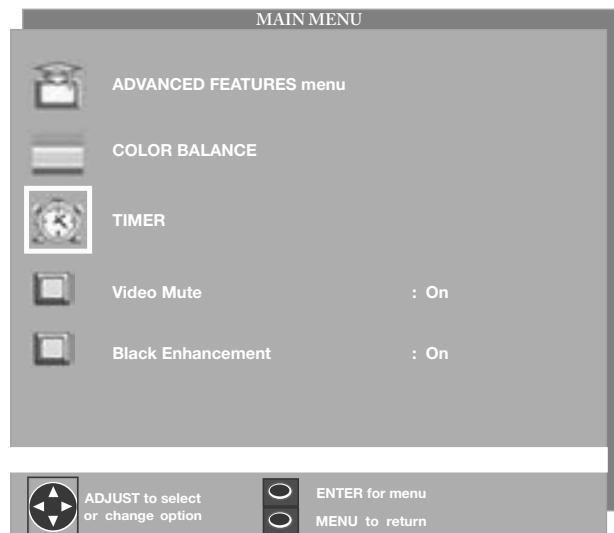 MAIN MENU
ADVANCED FEATURES menu
COLOR BALANCE
TIMER
Video Mute : On
Black Enhancement : On
ADJUST to select
or change option
ENTER for menu
MENU to return